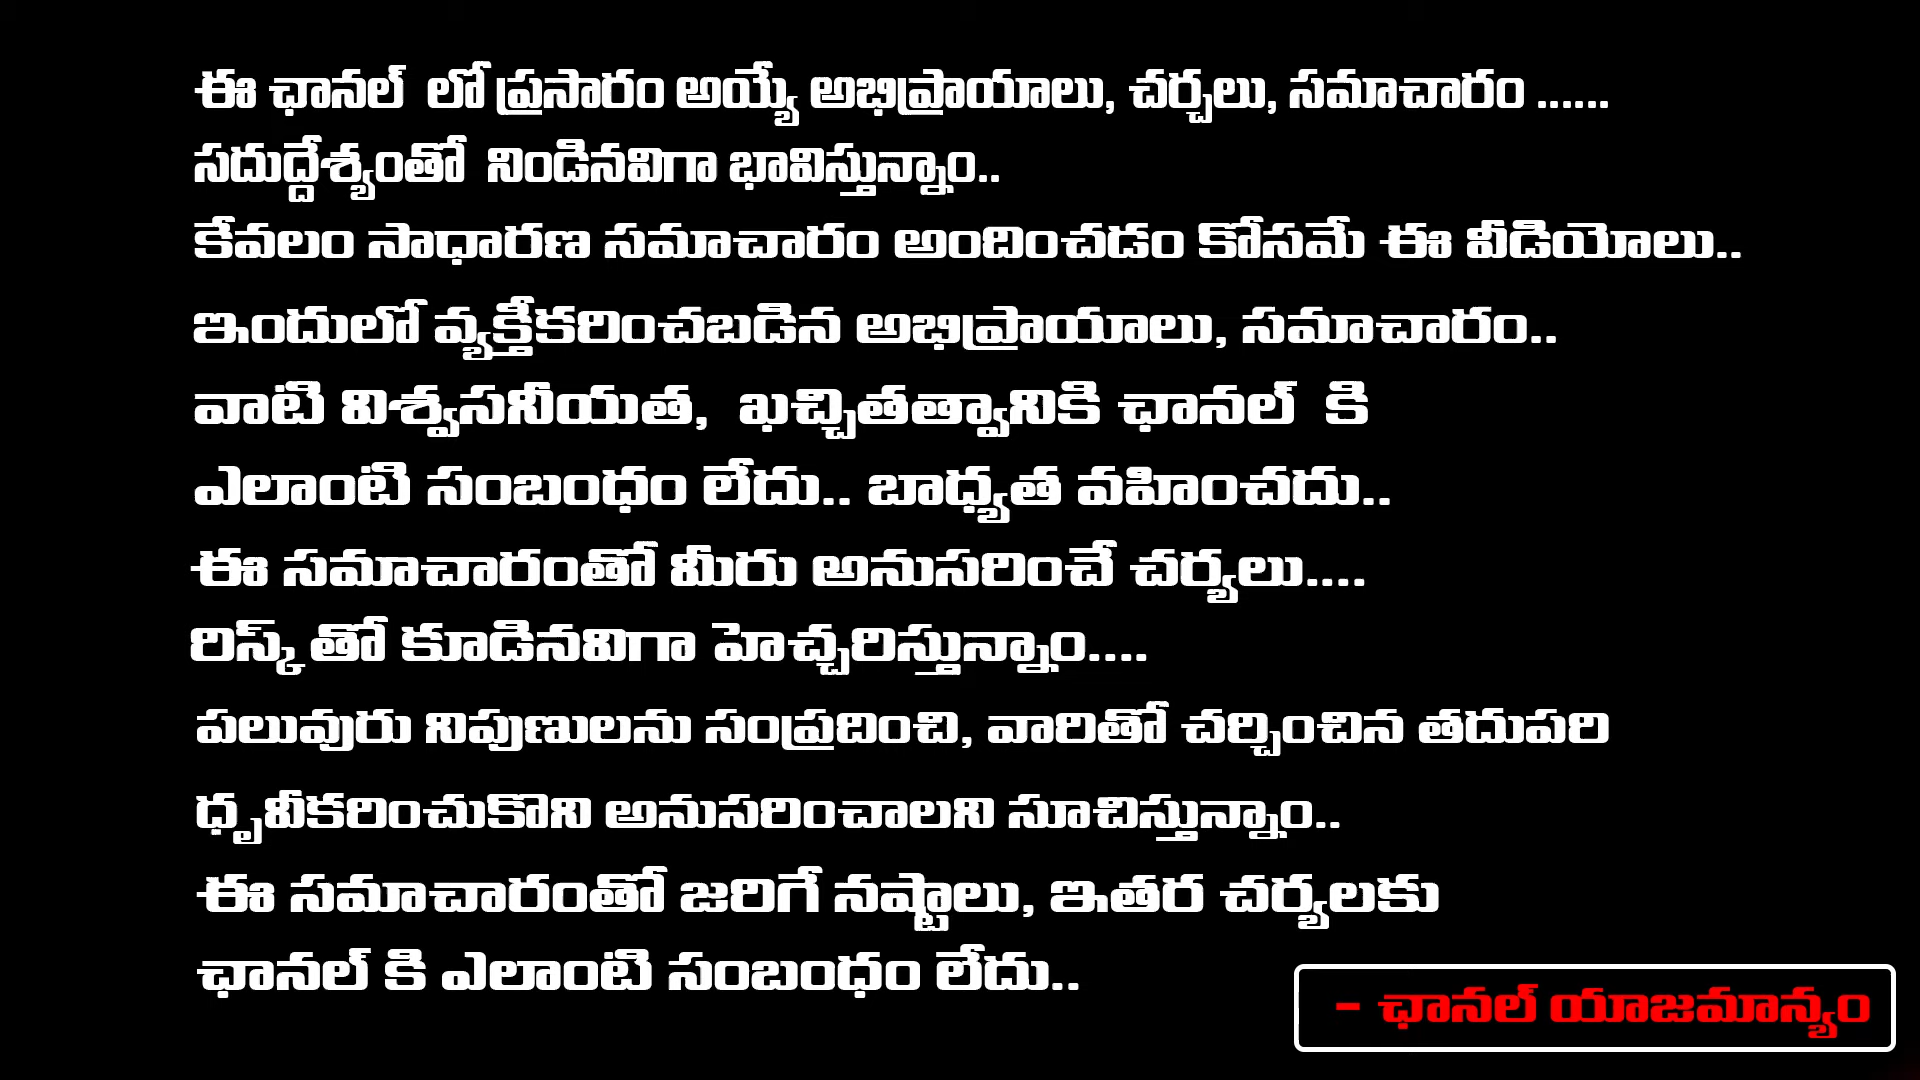 ఈ ఛానల్ లో ప్రసారం అయ్యే అభిప్రాయాలు, చర్చలు, సమాచారం ......
సదుద్దేశ్యంతో నిండినవిగా భావిస్తున్నాం..
కేవలం సాధారణ సమాచారం అందించడం కోసమే ఈ వీడియోలు..
ఇందులో వ్యక్తీకరించబడిన అభిప్రాయాలు, సమాచారం..
వాటి విశ్వసనీయత, ఖచ్చితత్వానికి ఛానల్ కి
ఎలాంటి సంబంధం లేదు.. బాధ్యత వహించదు..
ఈ సమాచారంతో మీరు అనుసరించే చర్యలు....
రిస్క్ తో కూడినవిగా హెచ్చరిస్తున్నాం....
పలువురు నిపుణులను సంప్రదించి, వారితో చర్చించిన తదుపరి
ధృవీకరించుకొని అనుసరించాలని సూచిస్తున్నాం..
ఈ సమాచారంతో జరిగే నష్టాలు, ఇతర చర్యలకు
ఛానల్ కి ఎలాంటి సంబంధం లేదు..
- ఛానల్ యాజమాన్యం